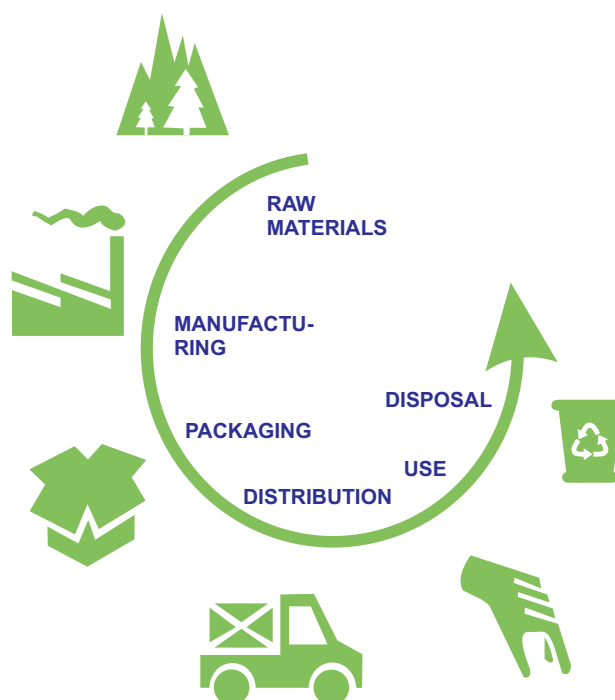 RAW
MATERIALS
MANUFACTU-
RING
PACKAGING
DISTRIBUTION
USE
DISPOSAL